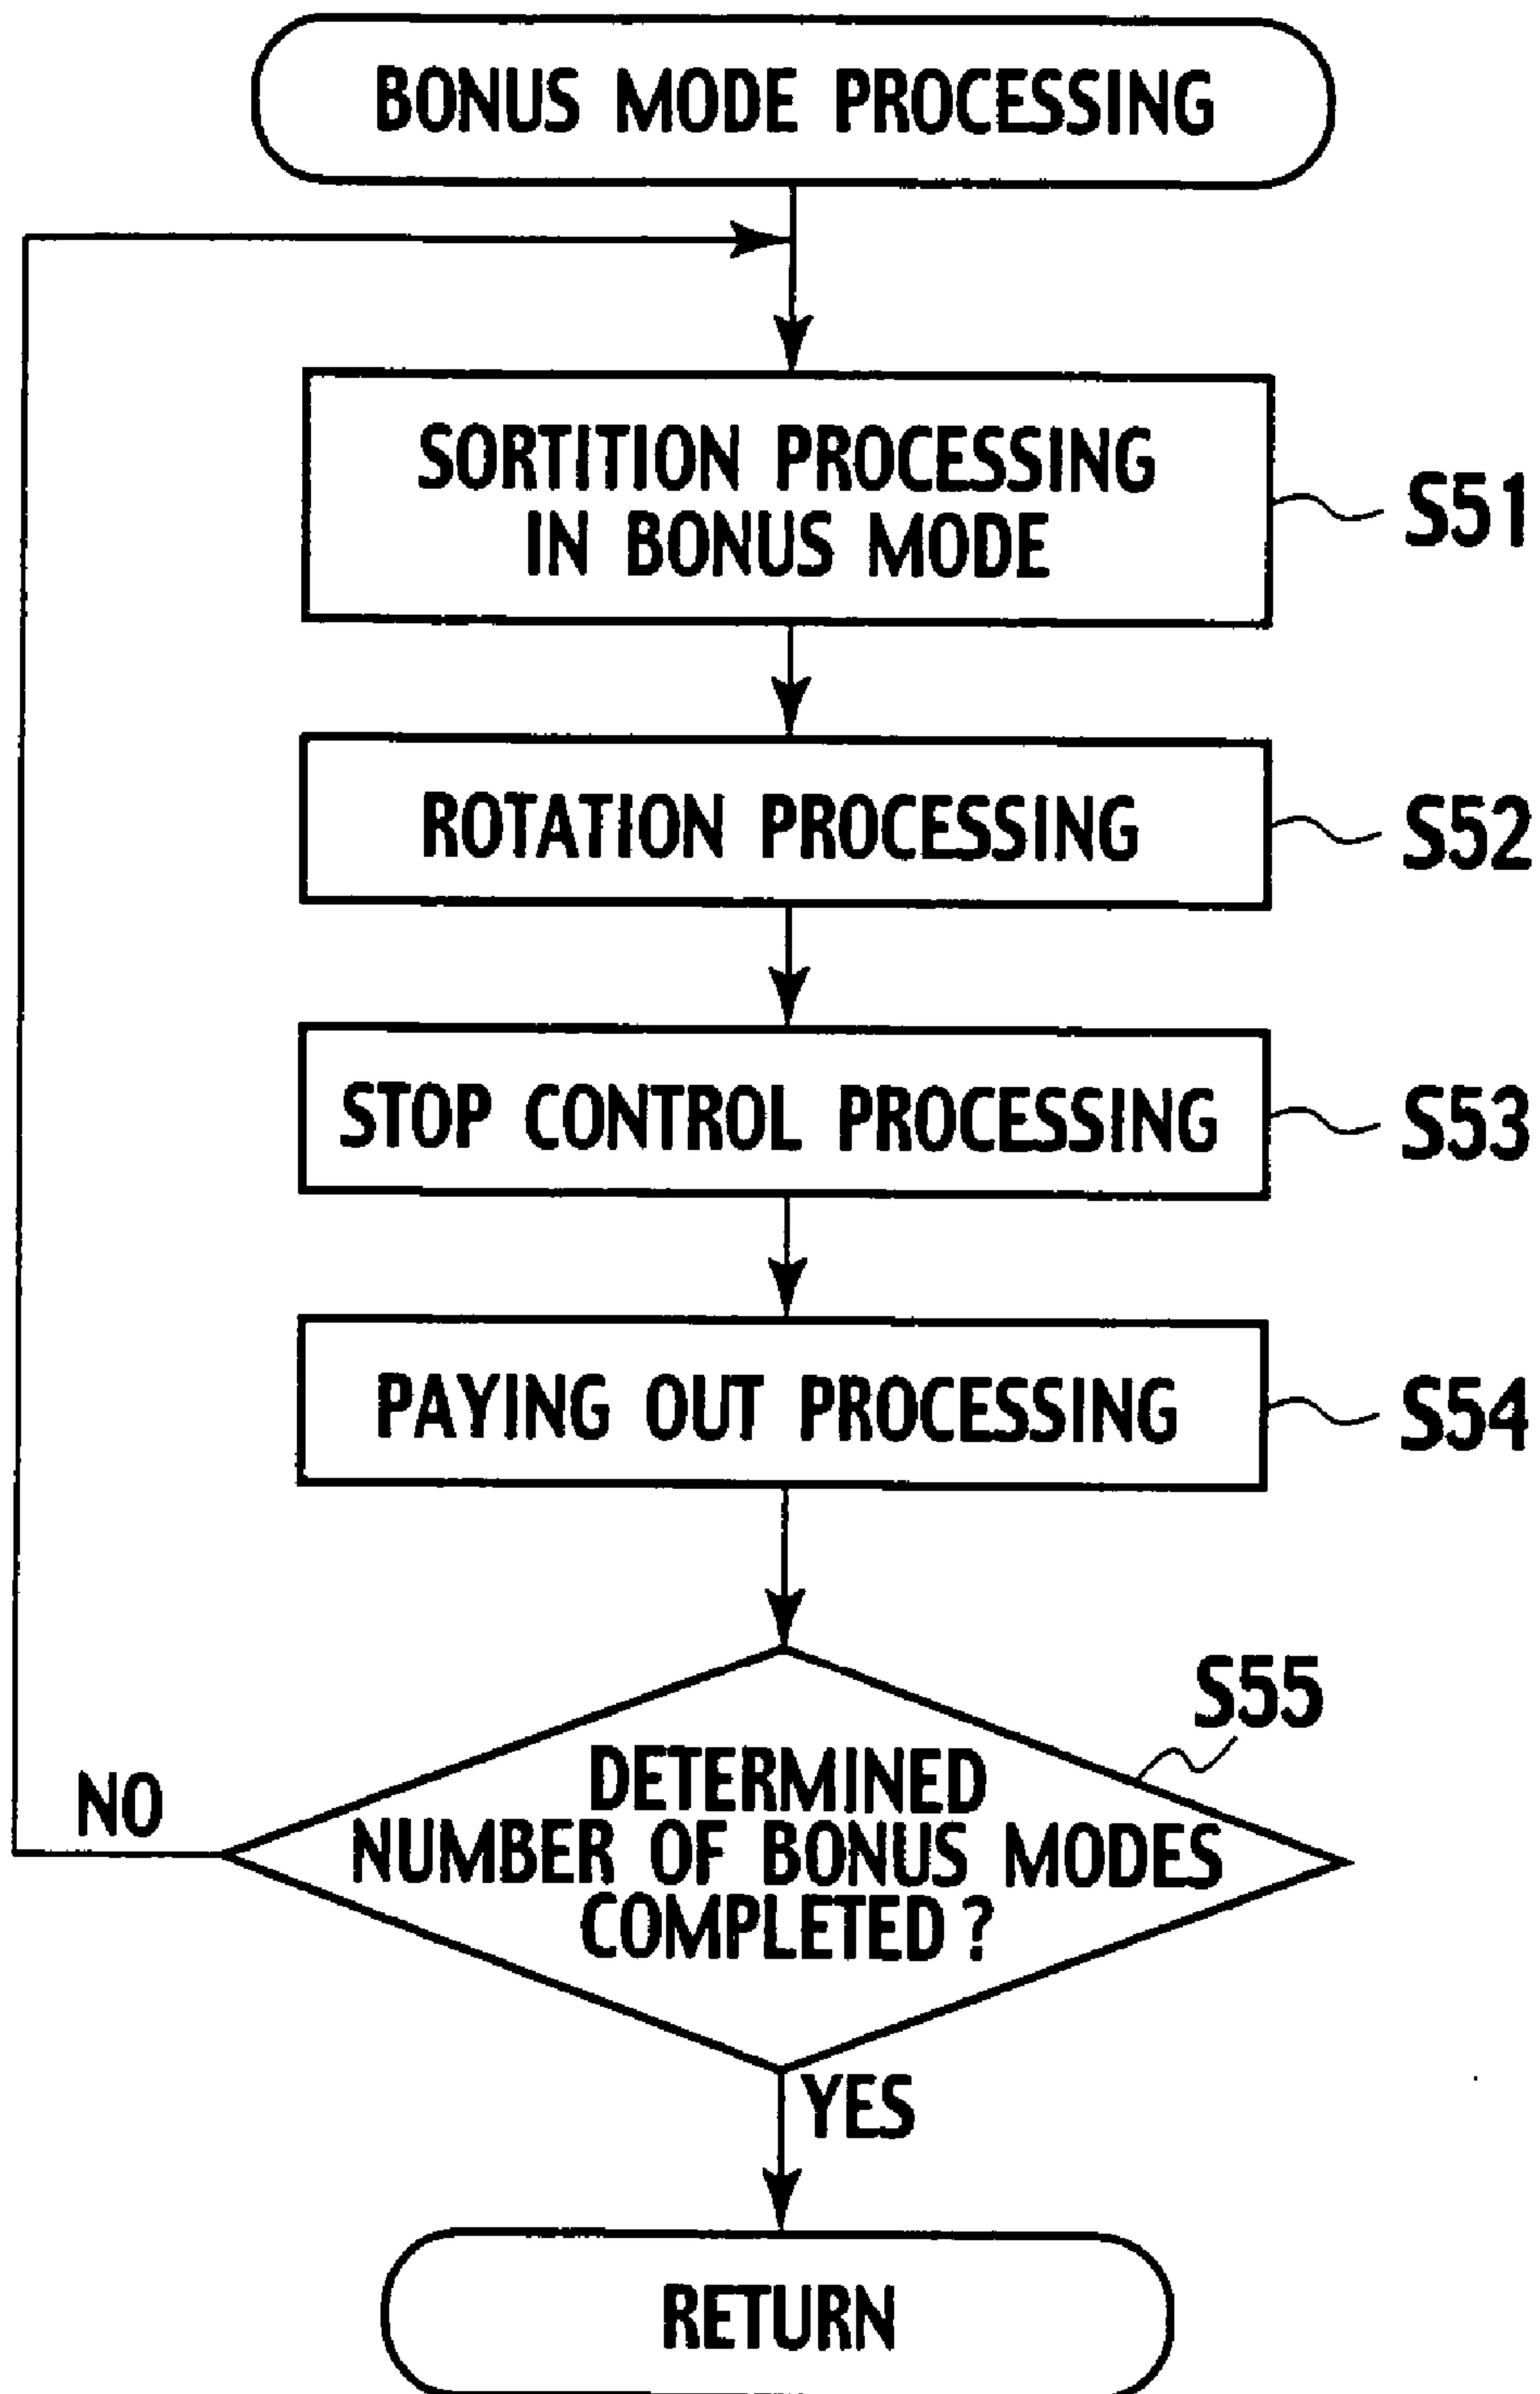 BONUS MODE PROCESSING
SORTITION PROCESSING
IN BONUS MODE
S51
ROTATION PROCESSING
S52
STOP CONTROL PROCESSING
S53
PAYING OUT PROCESSING
S54
S55
DETERMINED
NUMBER OF BONUS MODES
COMPLETED?
NO
YES
RETURN